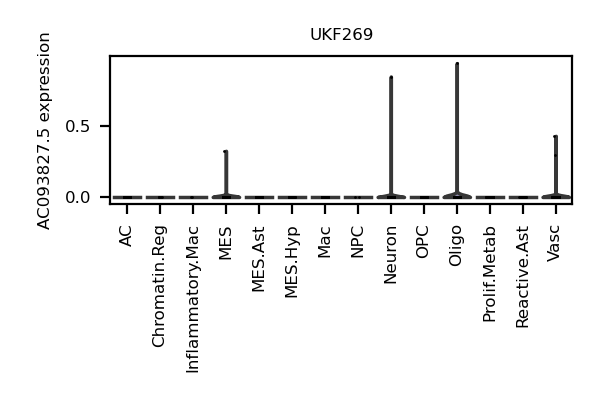 UKF269
AC093827.5 expression
0.5
0.0
AC
Chromatin.Reg
Inflammatory.Mac
MES
MES.Ast
MES.Hyp
Mac
NPC
Neuron
OPC
Oligo
Prolif.Metab
Reactive.Ast
Vasc